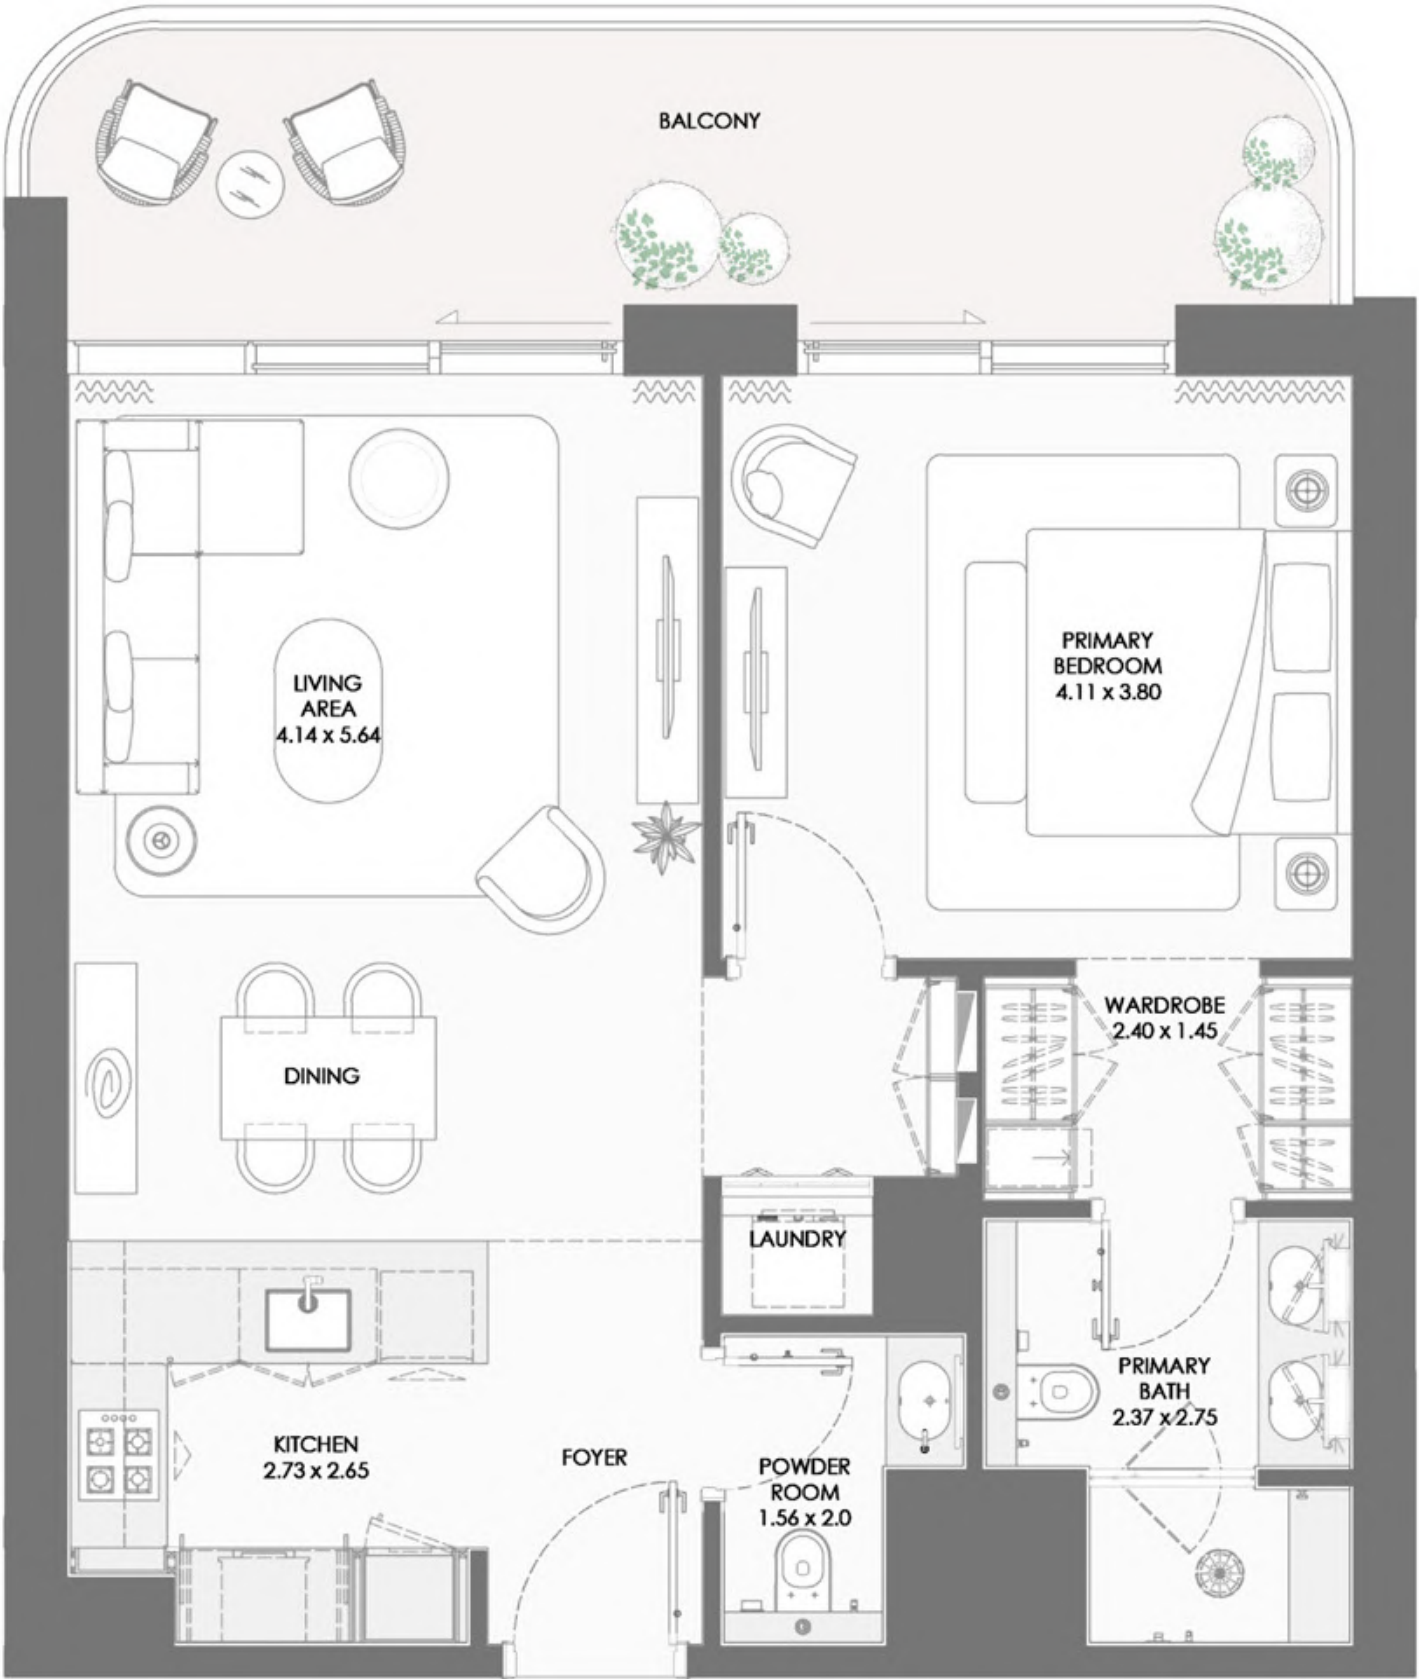 BALCONY
LIVING
AREA
4.14 x 5.64
PRIMARY
BEDROOM
4.11 x 3.80
DINING
WARDROBE
2.40 x 1.45
LAUNDRY
KITCHEN
2.73 x 2.65
FOYER
POWDER
ROOM
1.56 x 2.0
PRIMARY
BATH
2.37 x 2.75